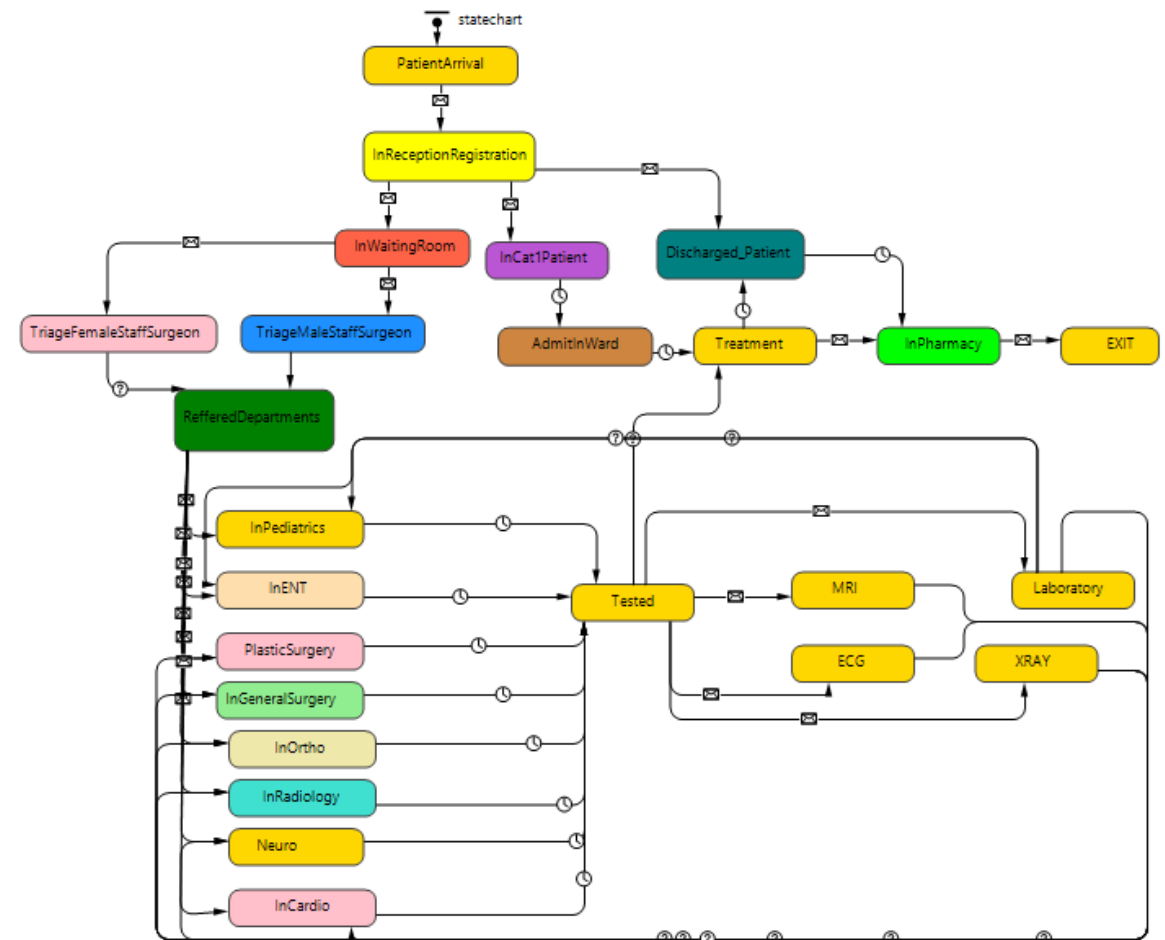 statechart
PatientArrival
InReceptionRegistration
InWaitingRoom
InCat1Patient
Discharged_Patient
TriageFemaleStaffSurgeon
TriageMaleStaffSurgeon
AdmitInWard
Treatment
InPharmacy
EXIT
RefferedDepartments
InPediatrics
InENT
Tested
MRI
Laboratory
PlasticSurgery
ECG
XRAY
InGeneralSurgery
InOrtho
InRadiology
Neuro
InCardio